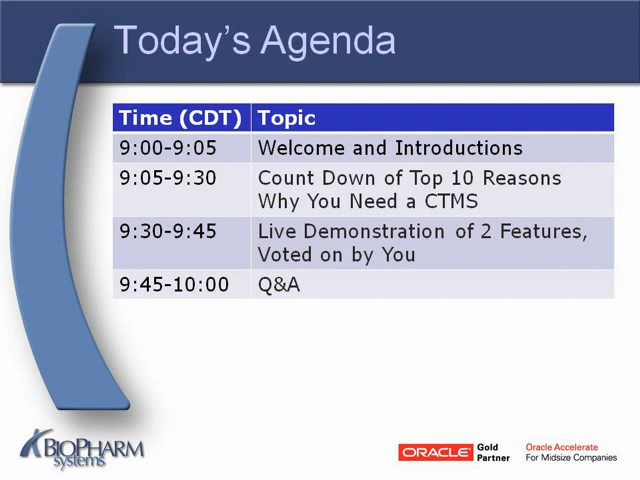 Today's Agenda
Time (CDT) Topic
9:00-9:05 Welcome and Introductions
9:05-9:30 Count Down of Top 10 Reasons
Why You Need a CTMS
9:30-9:45 Live Demonstration of 2 Features,
Voted on by You
9:45-10:00 Q&A
BIOPHARM
systems
ORACLE Gold
Partner
Oracle Accelerate
For Midsize Companies